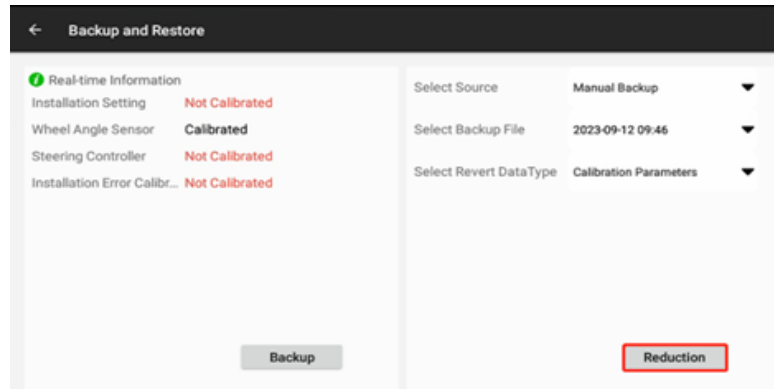 Backup and Restore
Real-time Information
Installation Setting Not Calibrated
Wheel Angle Sensor Calibrated
Steering Controller Not Calibrated
Installation Error Calibr... Not Calibrated
Backup
Select Source Manual Backup
Select Backup File 2023-09-12 09:46
Select Revert DataType Calibration Parameters
Reduction